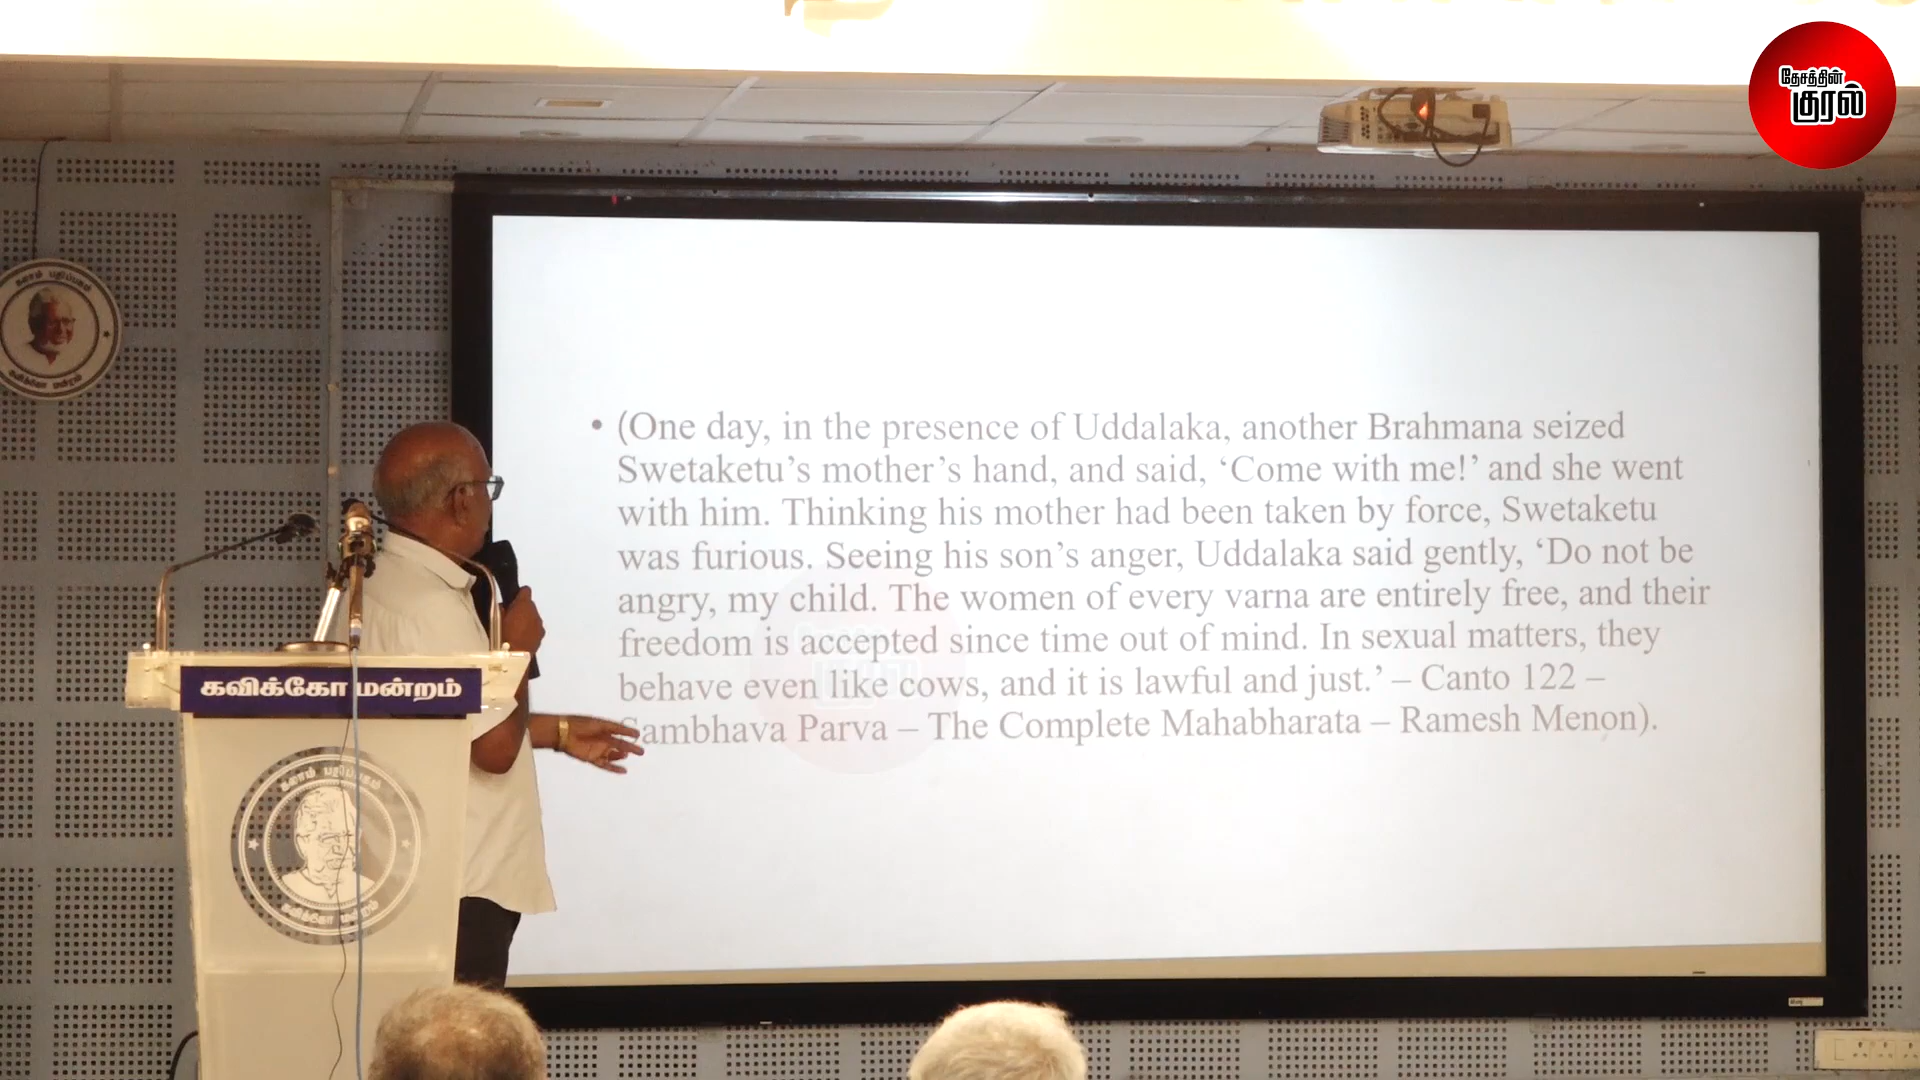 தேசத்தின்
குரல்
• (One day, in the presence of Uddalaka, another Brahmana seized
Swetaketu’s mother’s hand, and said, ‘Come with me!’ and she went
with him. Thinking his mother had been taken by force, Swetaketu
was furious. Seeing his son’s anger, Uddalaka said gently, ‘Do not be
angry, my child. The women of every varna are entirely free, and their
freedom is accepted since time out of mind. In sexual matters, they
behave even like cows, and it is lawful and just.’ – Canto 122 –
Sambhava Parva – The Complete Mahabharata – Ramesh Menon).
கவிக்கோ மன்றம்